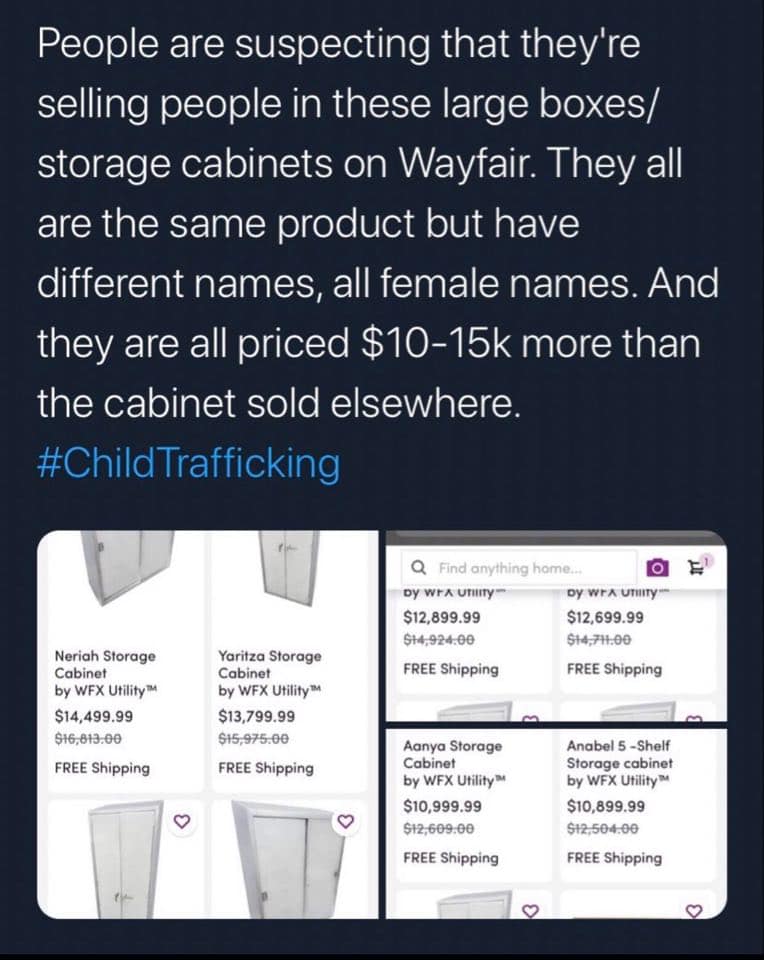 People are suspecting that they're
selling people in these large boxes/
storage cabinets on Wayfair. They all
are the same product but have
different names, all female names. And
they are all priced $10-15k more than
the cabinet sold elsewhere.
#ChildTrafficking
Neriah Storage
Cabinet
by WFX Utility™
$14,499.99
$16,813.00
FREE Shipping
Yaritza Storage
Cabinet
by WFX Utility™
$13,799.99
$15,975.00
FREE Shipping
Find anything home...
1
by WFX Utility™
$12,899.99
$14,924.00
FREE Shipping
by WFX Utility™
$12,699.99
$14,711.00
FREE Shipping
Aanya Storage
Cabinet
by WFX Utility™
$10,999.99
$12,609.00
FREE Shipping
Anabel 5 -Shelf
Storage cabinet
by WFX Utility™
$10,899.99
$12,504.00
FREE Shipping